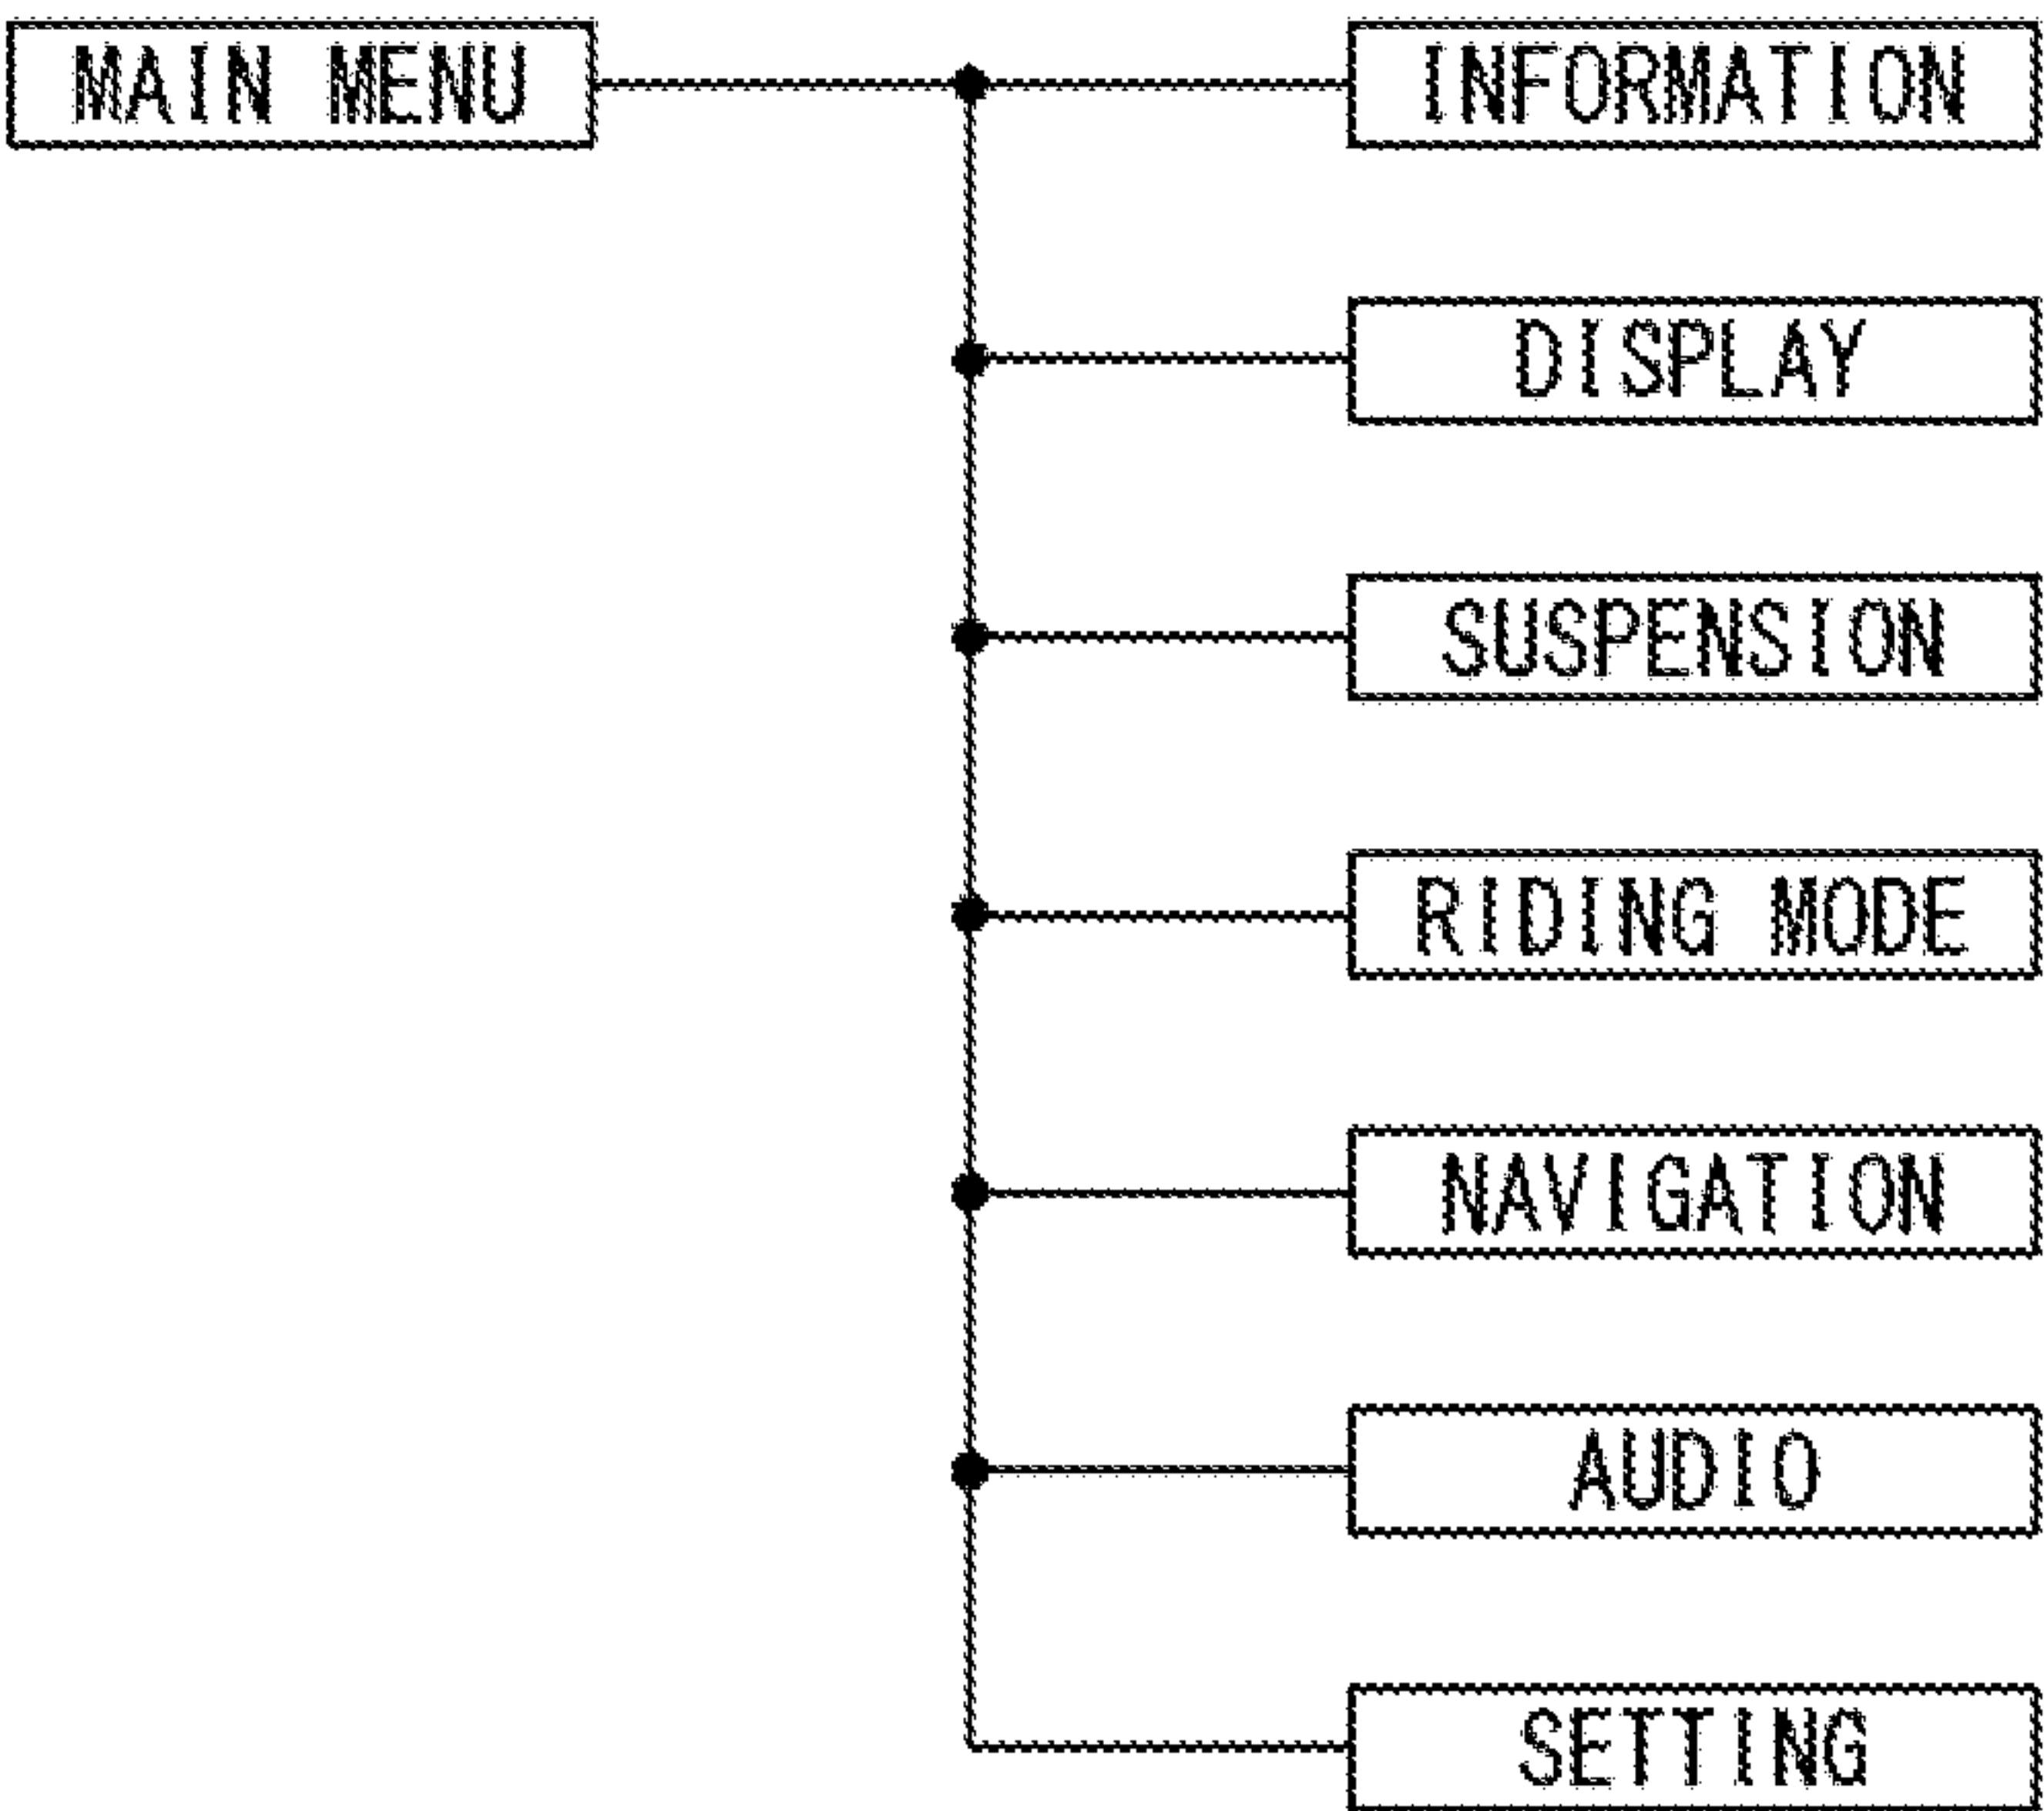 MAIN MENU
INFORMATION
DISPLAY
SUSPENSION
RIDING MODE
NAVIGATION
AUDIO
SETTING